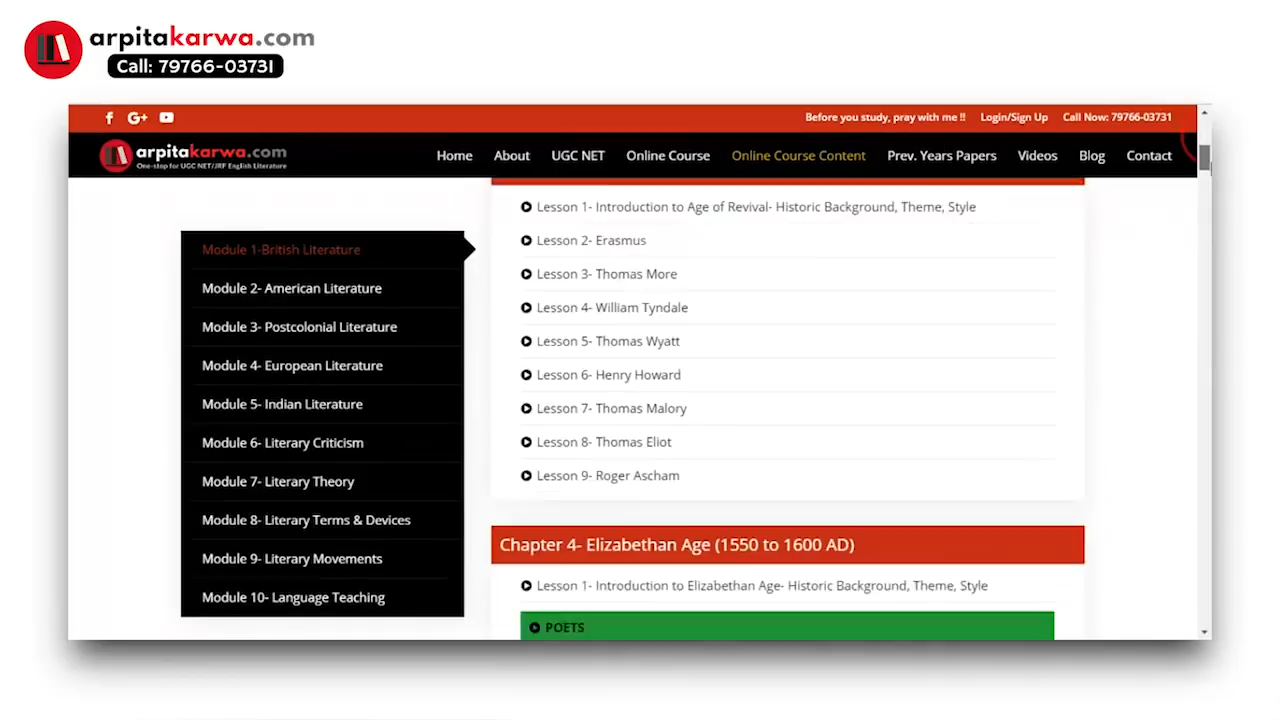 arpitakarwa.com
Call: 79766-03731
Before you study, pray with me !! Login/Sign Up Call Now: 79766-03731
arpitakarwa.com
One-stop for UGC NET/JRF English Literature
Home About UGC NET Online Course Online Course Content Prev. Years Papers Videos Blog Contact
Module 1-British Literature
Module 2- American Literature
Module 3- Postcolonial Literature
Module 4- European Literature
Module 5- Indian Literature
Module 6- Literary Criticism
Module 7- Literary Theory
Module 8- Literary Terms & Devices
Module 9- Literary Movements
Module 10- Language Teaching
Lesson 1- Introduction to Age of Revival- Historic Background, Theme, Style
Lesson 2- Erasmus
Lesson 3- Thomas More
Lesson 4- William Tyndale
Lesson 5- Thomas Wyatt
Lesson 6- Henry Howard
Lesson 7- Thomas Malory
Lesson 8- Thomas Eliot
Lesson 9- Roger Ascham
Chapter 4- Elizabethan Age (1550 to 1600 AD)
Lesson 1- Introduction to Elizabethan Age- Historic Background, Theme, Style
POETS